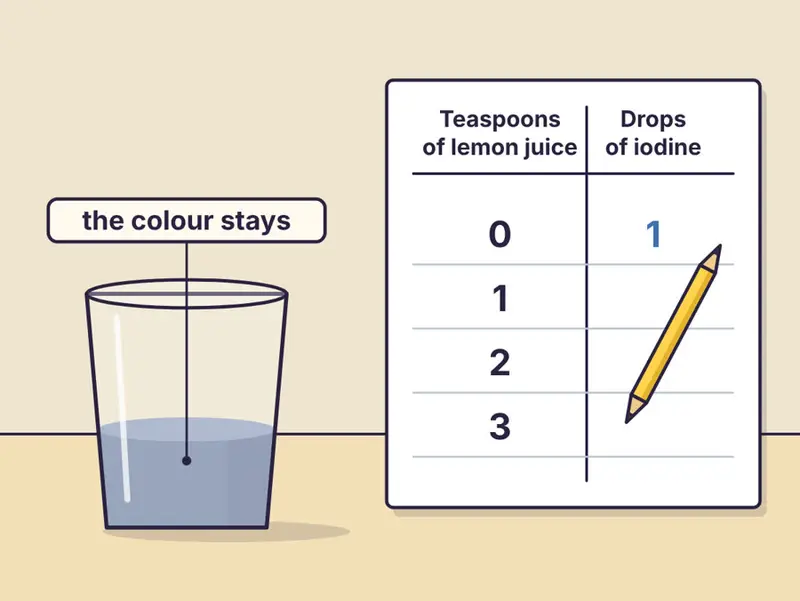 the colour stays
Teaspoons
of lemon juice
Drops
of iodine
0 1
1
2
3